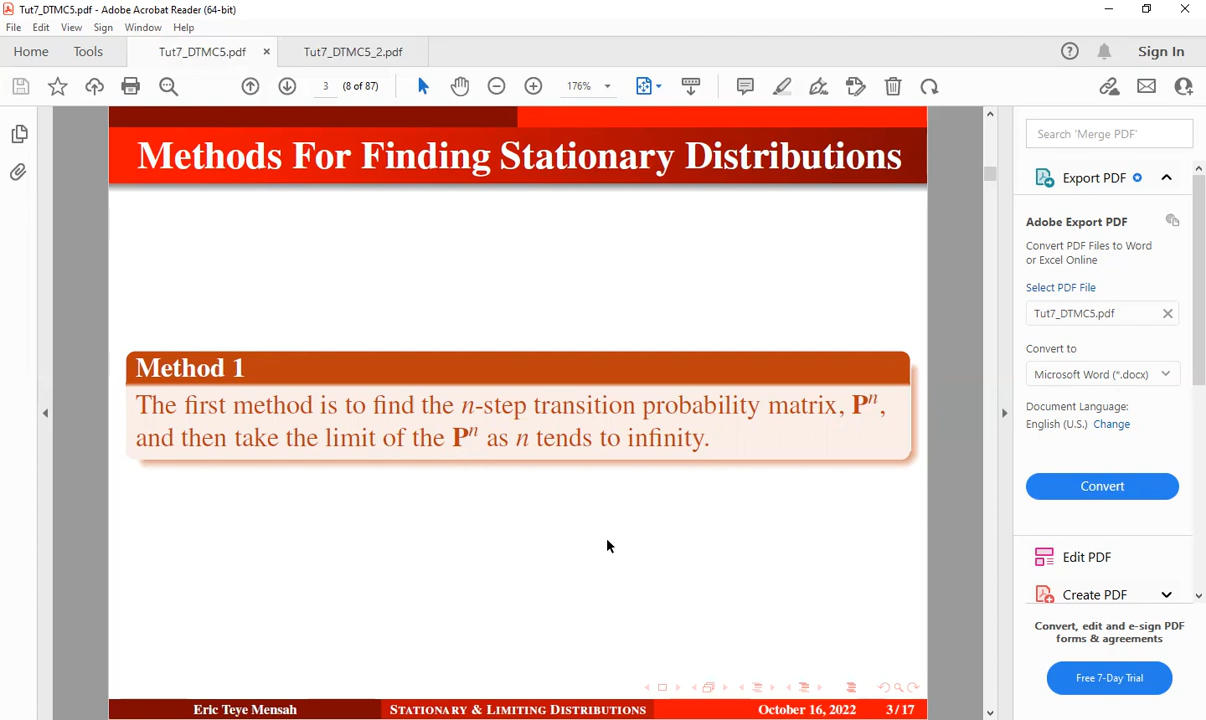 Tut7_DTMC5.pdf - Adobe Acrobat Reader (64-bit)
File Edit View Sign Window Help
Home Tools Tut7_DTMC5.pdf × Tut7_DTMC5_2.pdf Sign In
3 (8 of 87) 176%
Methods For Finding Stationary Distributions
Method 1
The first method is to find the n-step transition probability matrix, Pⁿ,
and then take the limit of the Pⁿ as n tends to infinity.
Eric Teye Mensah STATIONARY & LIMITING DISTRIBUTIONS October 16, 2022 3/17
Search 'Merge PDF'
Export PDF
Adobe Export PDF
Convert PDF Files to Word
or Excel Online
Select PDF File
Tut7_DTMC5.pdf
Convert to
Microsoft Word (*.docx)
Document Language:
English (U.S.) Change
Convert
Edit PDF
Create PDF
Convert, edit and e-sign PDF
forms & agreements
Free 7-Day Trial